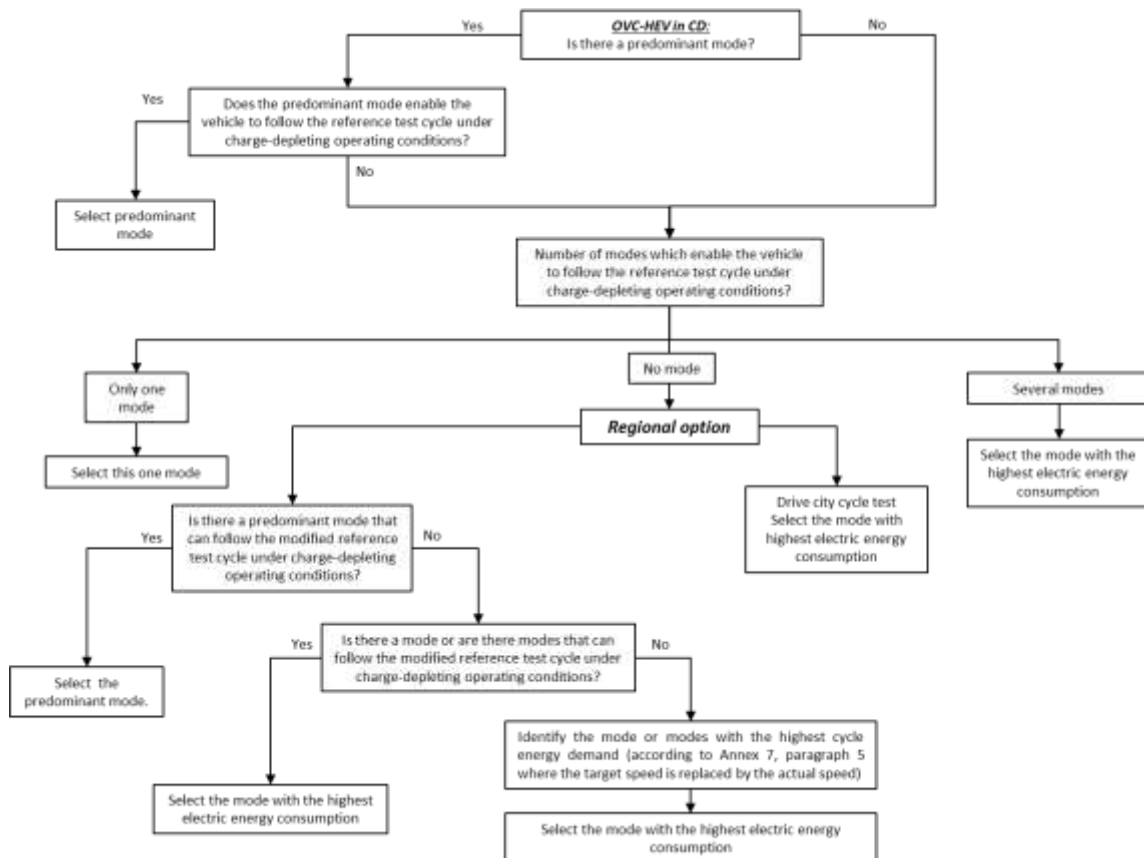 OVC-HEV in CD:
Is there a predominant mode?
Yes
No
Does the predominant mode enable the
vehicle to follow the reference test cycle under
charge-depleting operating conditions?
Yes
No
Select predominant
mode
Number of modes which enable the vehicle
to follow the reference test cycle under
charge-depleting operating conditions?
Only one
mode
No mode
Several modes
Select this one mode
Regional option
Select the mode with the
highest electric energy
consumption
Drive city cycle test
Select the mode with
highest electric energy
consumption
Is there a predominant mode that
can follow the modified reference
test cycle under charge-depleting
operating conditions?
Yes
No
Select the
predominant mode.
Is there a mode or are there modes that can
follow the modified reference test cycle under
charge-depleting operating conditions?
Yes
No
Identify the mode or modes with the highest cycle
energy demand (according to Annex 7, paragraph 5
where the target speed is replaced by the actual speed)
Select the mode with the highest
electric energy consumption
Select the mode with the highest electric energy
consumption